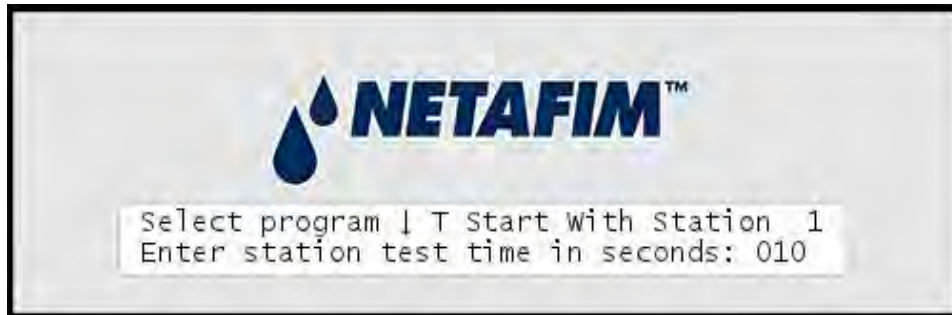 NETAFIM™
Select program ↓ T Start With Station 1
Enter station test time in seconds: 010